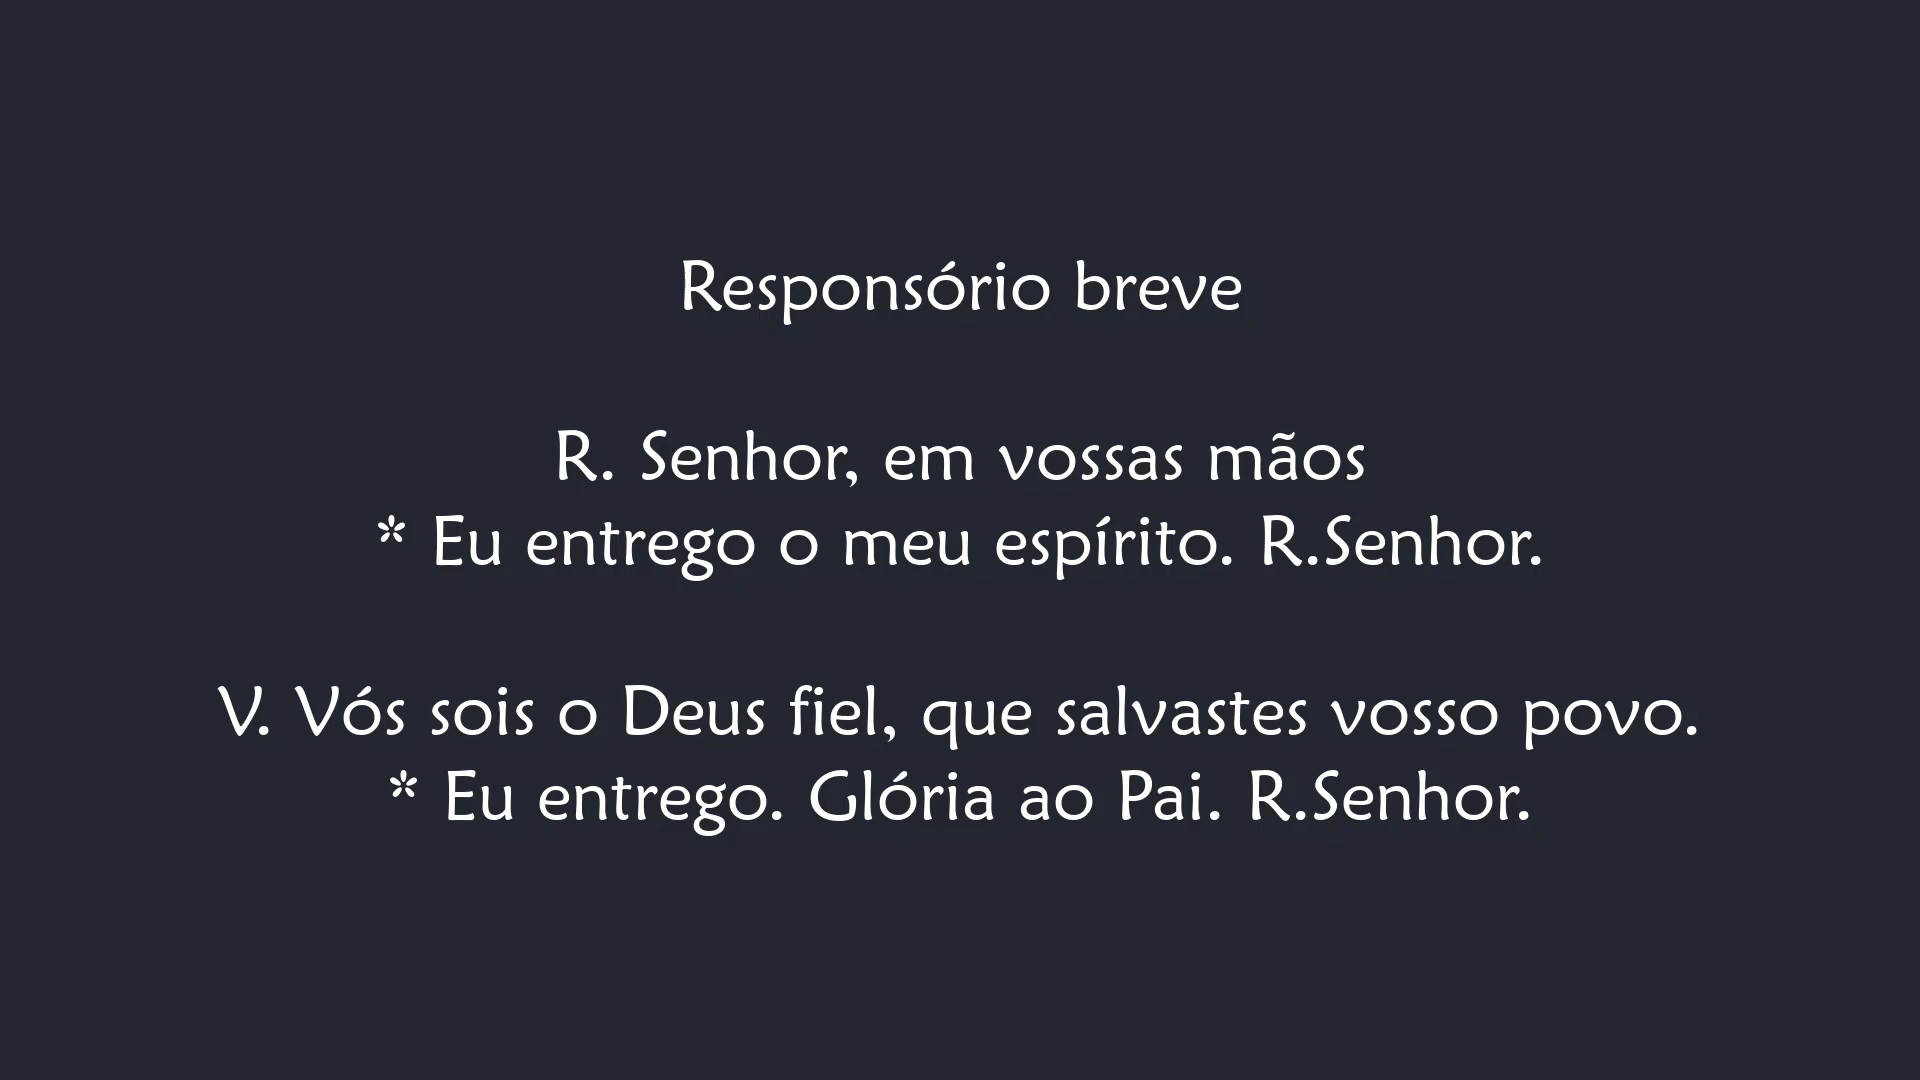 Responsório breve
R. Senhor, em vossas mãos
* Eu entrego o meu espírito. R.Senhor.
V. Vós sois o Deus fiel, que salvastes vosso povo.
* Eu entrego. Glória ao Pai. R.Senhor.